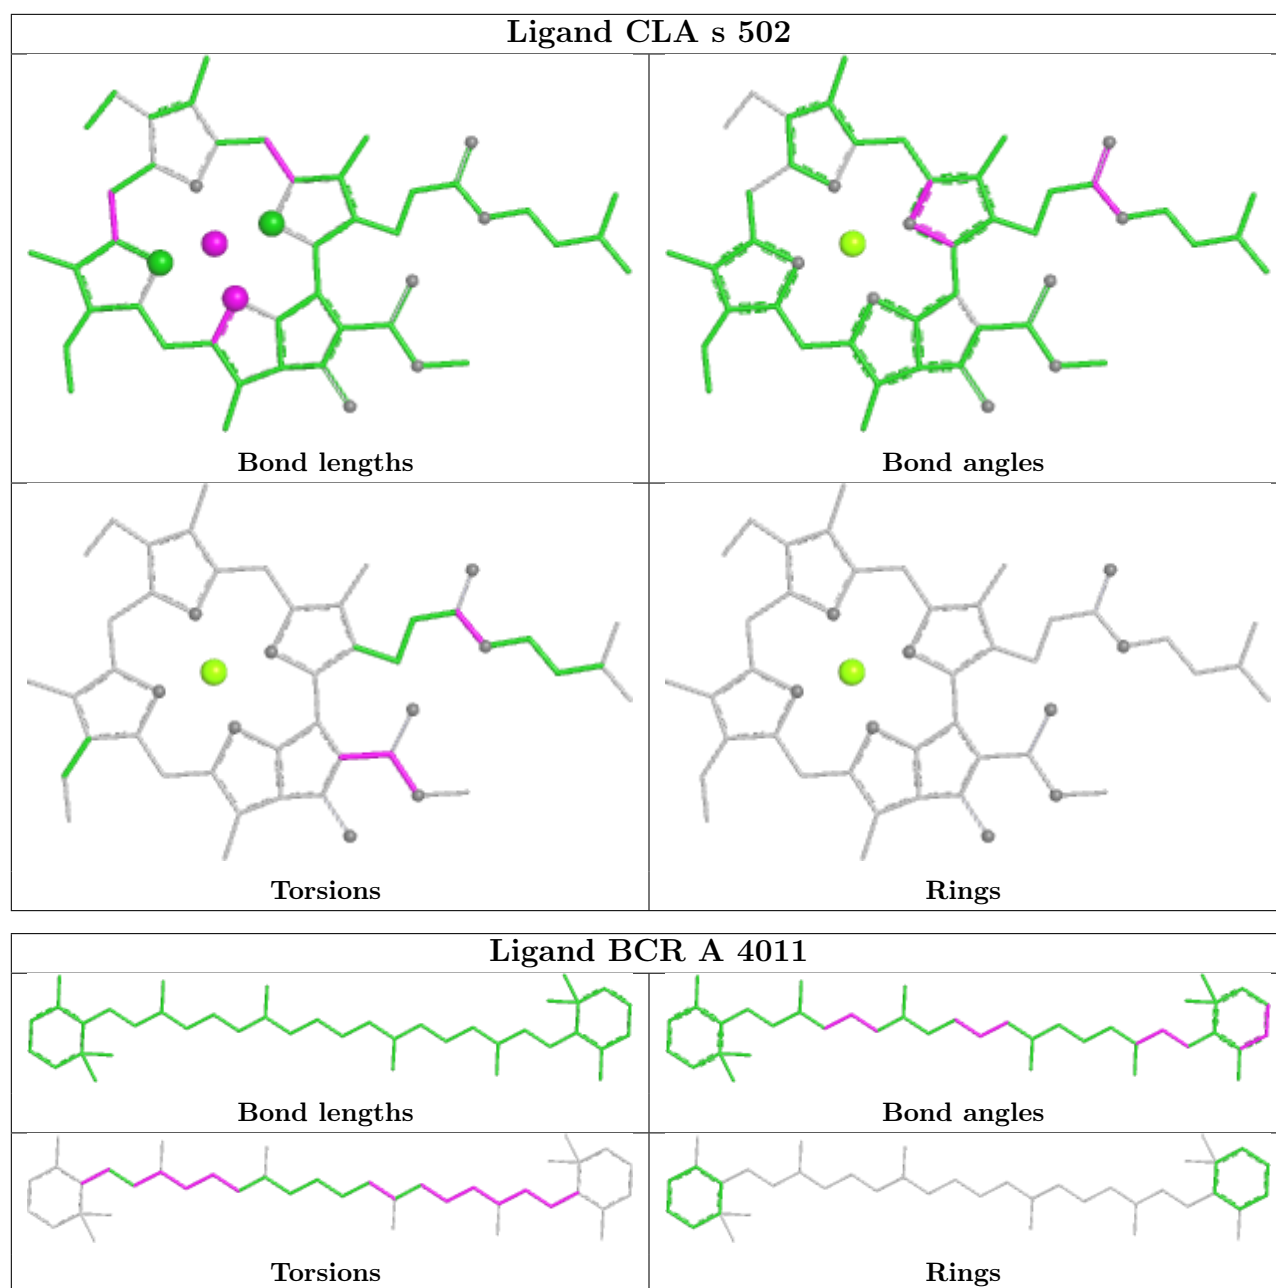 Ligand CLA s 502
Bond lengths
Bond angles
Torsions
Rings
Ligand BCR A 4011
Bond lengths
Bond angles
Torsions
Rings